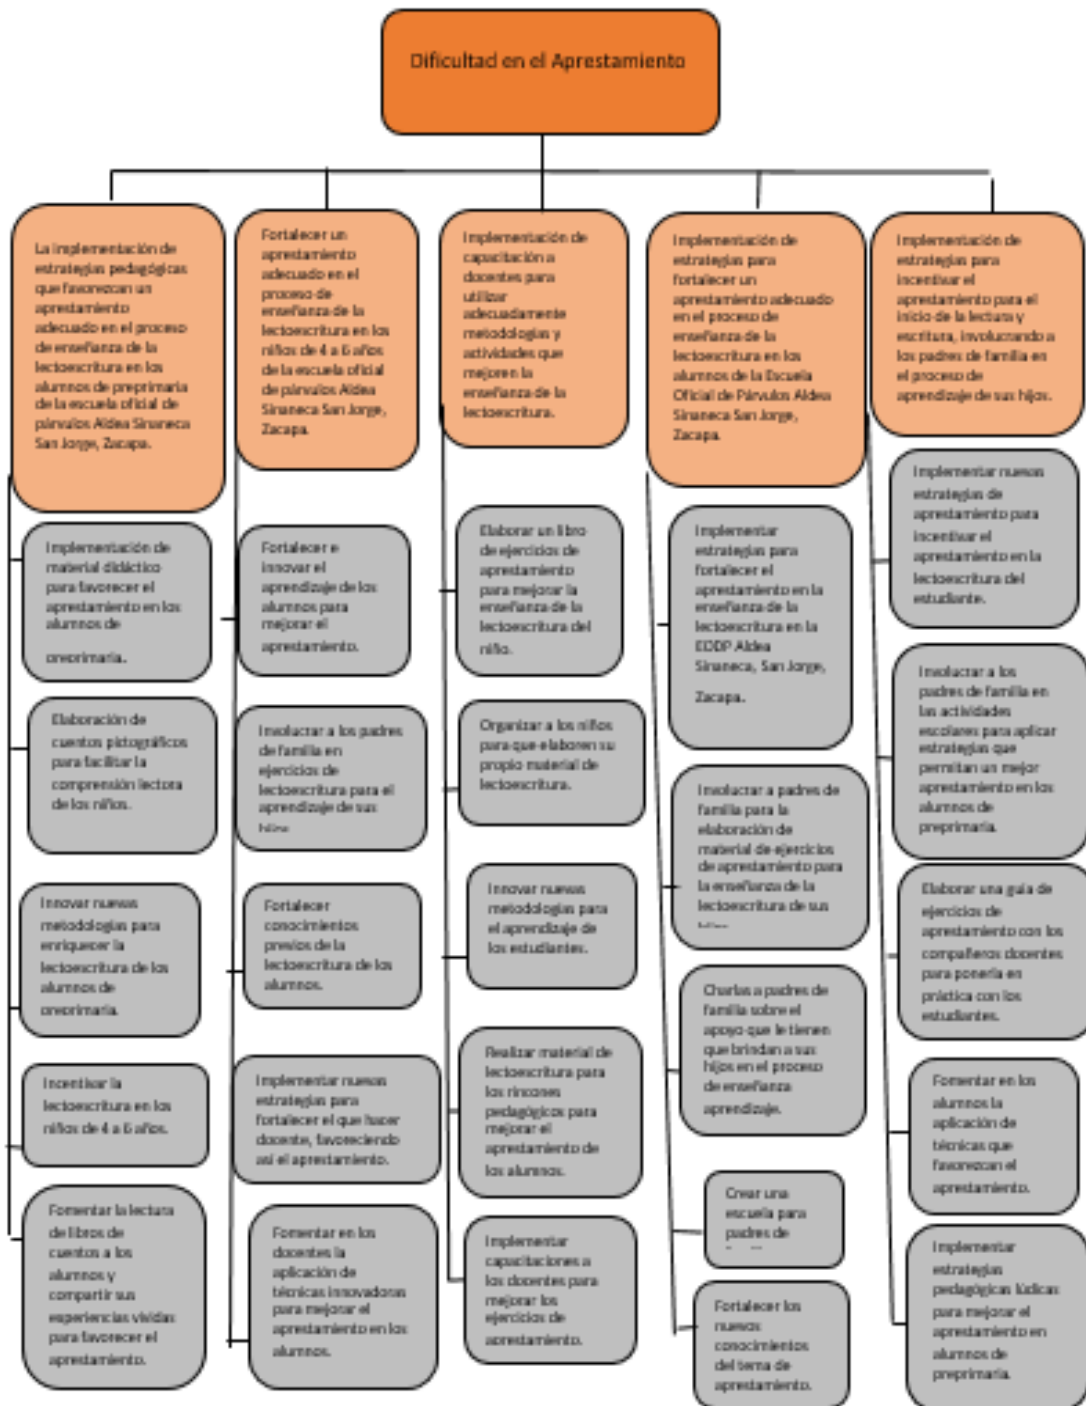 Dificultad en el Aprestamiento
La implementación de
estrategias pedagógicas
que favorezcan un
aprestamiento
adecuado en el proceso
de enseñanza de la
lectoescritura en los
alumnos de preprimaria
de la escuela oficial de
párvulos Aldea Sinaneca
San Jorge, Zacapa.
Implementación de
material didáctico
para favorecer el
aprestamiento en los
alumnos de
preprimaria.
Elaboración de
cuentos pictográficos
para facilitar la
comprensión lectora
de los niños.
Innovar nuevas
metodologías para
enriquecer la
lectoescritura de los
alumnos de
preprimaria.
Incentivar la
lectoescritura en los
niños de 4 a 6 años.
Fomentar la lectura
de libros de
cuentos a los
alumnos y
compartir sus
experiencias vividas
para favorecer el
aprestamiento.
Fortalecer un
aprestamiento
adecuado en el
proceso de
enseñanza de la
lectoescritura en los
niños de 4 a 6 años
de la escuela oficial
de párvulos Aldea
Sinaneca San Jorge,
Zacapa.
Fortalecer e
innovar el
aprendizaje de los
alumnos para
mejorar el
aprestamiento.
Involucrar a los padres
de familia en
ejercicios de
lectoescritura para el
aprendizaje de sus
Fortalecer
conocimientos
previos de la
lectoescritura de los
alumnos.
Implementar nuevas
estrategias para
fortalecer el que hacer
docente, favoreciendo
así el aprestamiento.
Fomentar en los
docentes la
aplicación de
técnicas innovadoras
para mejorar el
aprestamiento en los
alumnos.
Implementación de
capacitación a
docentes para
utilizar
adecuadamente
metodologías y
actividades que
mejoren la
enseñanza de la
lectoescritura.
Elaborar un libro
de ejercicios de
aprestamiento
para mejorar la
enseñanza de la
lectoescritura del
niño.
Organizar a los niños
para que elaboren su
propio material de
lectoescritura.
Innovar nuevas
metodologías para
el aprendizaje de
los estudiantes.
Realizar material de
lectoescritura para
los rincones
pedagógicos para
mejorar el
aprestamiento de
los alumnos.
Implementar
capacitaciones a
los docentes para
mejorar los
ejercicios de
aprestamiento.
Implementación de
estrategias para
fortalecer un
aprestamiento adecuado
en el proceso de
enseñanza de la
lectoescritura en los
alumnos de la Escuela
Oficial de Párvulos Aldea
Sinaneca San Jorge,
Zacapa.
Implementar
estrategias para
fortalecer el
aprestamiento en la
enseñanza de la
lectoescritura en la
EODP Aldea
Sinaneca, San Jorge,
Zacapa.
Involucrar a padres de
familia para la
elaboración de
material de ejercicios
de aprestamiento para
la enseñanza de la
lectoescritura de sus
Charlas a padres de
familia sobre el
apoyo que le tienen
que brindan a sus
hijos en el proceso
de enseñanza
aprendizaje.
Crear una
escuela para
padres de
Fortalecer los
nuevos
conocimientos
del tema de
aprestamiento.
Implementación de
estrategias para
incentivar el
aprestamiento para el
inicio de la lectura y
escritura, involucrando a
los padres de familia en
el proceso de
aprendizaje de sus hijos.
Implementar nuevas
estrategias de
aprestamiento para
incentivar el
aprestamiento en la
lectoescritura del
estudiante.
Involucrar a los
padres de familia en
las actividades
escolares para aplicar
estrategias que
permitan un mejor
aprestamiento en los
alumnos de
preprimaria.
Elaborar una guía de
ejercicios de
aprestamiento con los
compañeros docentes
para ponerla en
práctica con los
estudiantes.
Fomentar en los
alumnos la
aplicación de
técnicas que
favorezcan el
aprestamiento.
Implementar
estrategias
pedagógicas lúdicas
para mejorar el
aprestamiento en
alumnos de
preprimaria.